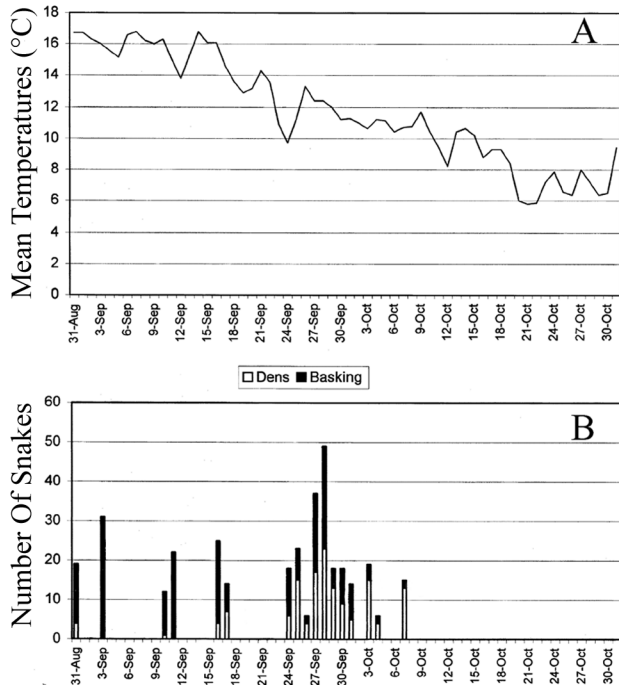 A
Mean Temperatures (°C)
18
16
14
12
10
8
6
4
2
0
31-Aug 3-Sep 6-Sep 9-Sep 12-Sep 15-Sep 18-Sep 21-Sep 24-Sep 27-Sep 30-Sep 3-Oct 6-Oct 9-Oct 12-Oct 15-Oct 18-Oct 21-Oct 24-Oct 27-Oct 30-Oct
Dens Basking
B
Number Of Snakes
60
50
40
30
20
10
0
31-Aug 3-Sep 6-Sep 9-Sep 12-Sep 15-Sep 18-Sep 21-Sep 24-Sep 27-Sep 30-Sep 3-Oct 6-Oct 9-Oct 12-Oct 15-Oct 18-Oct 21-Oct 24-Oct 27-Oct 30-Oct